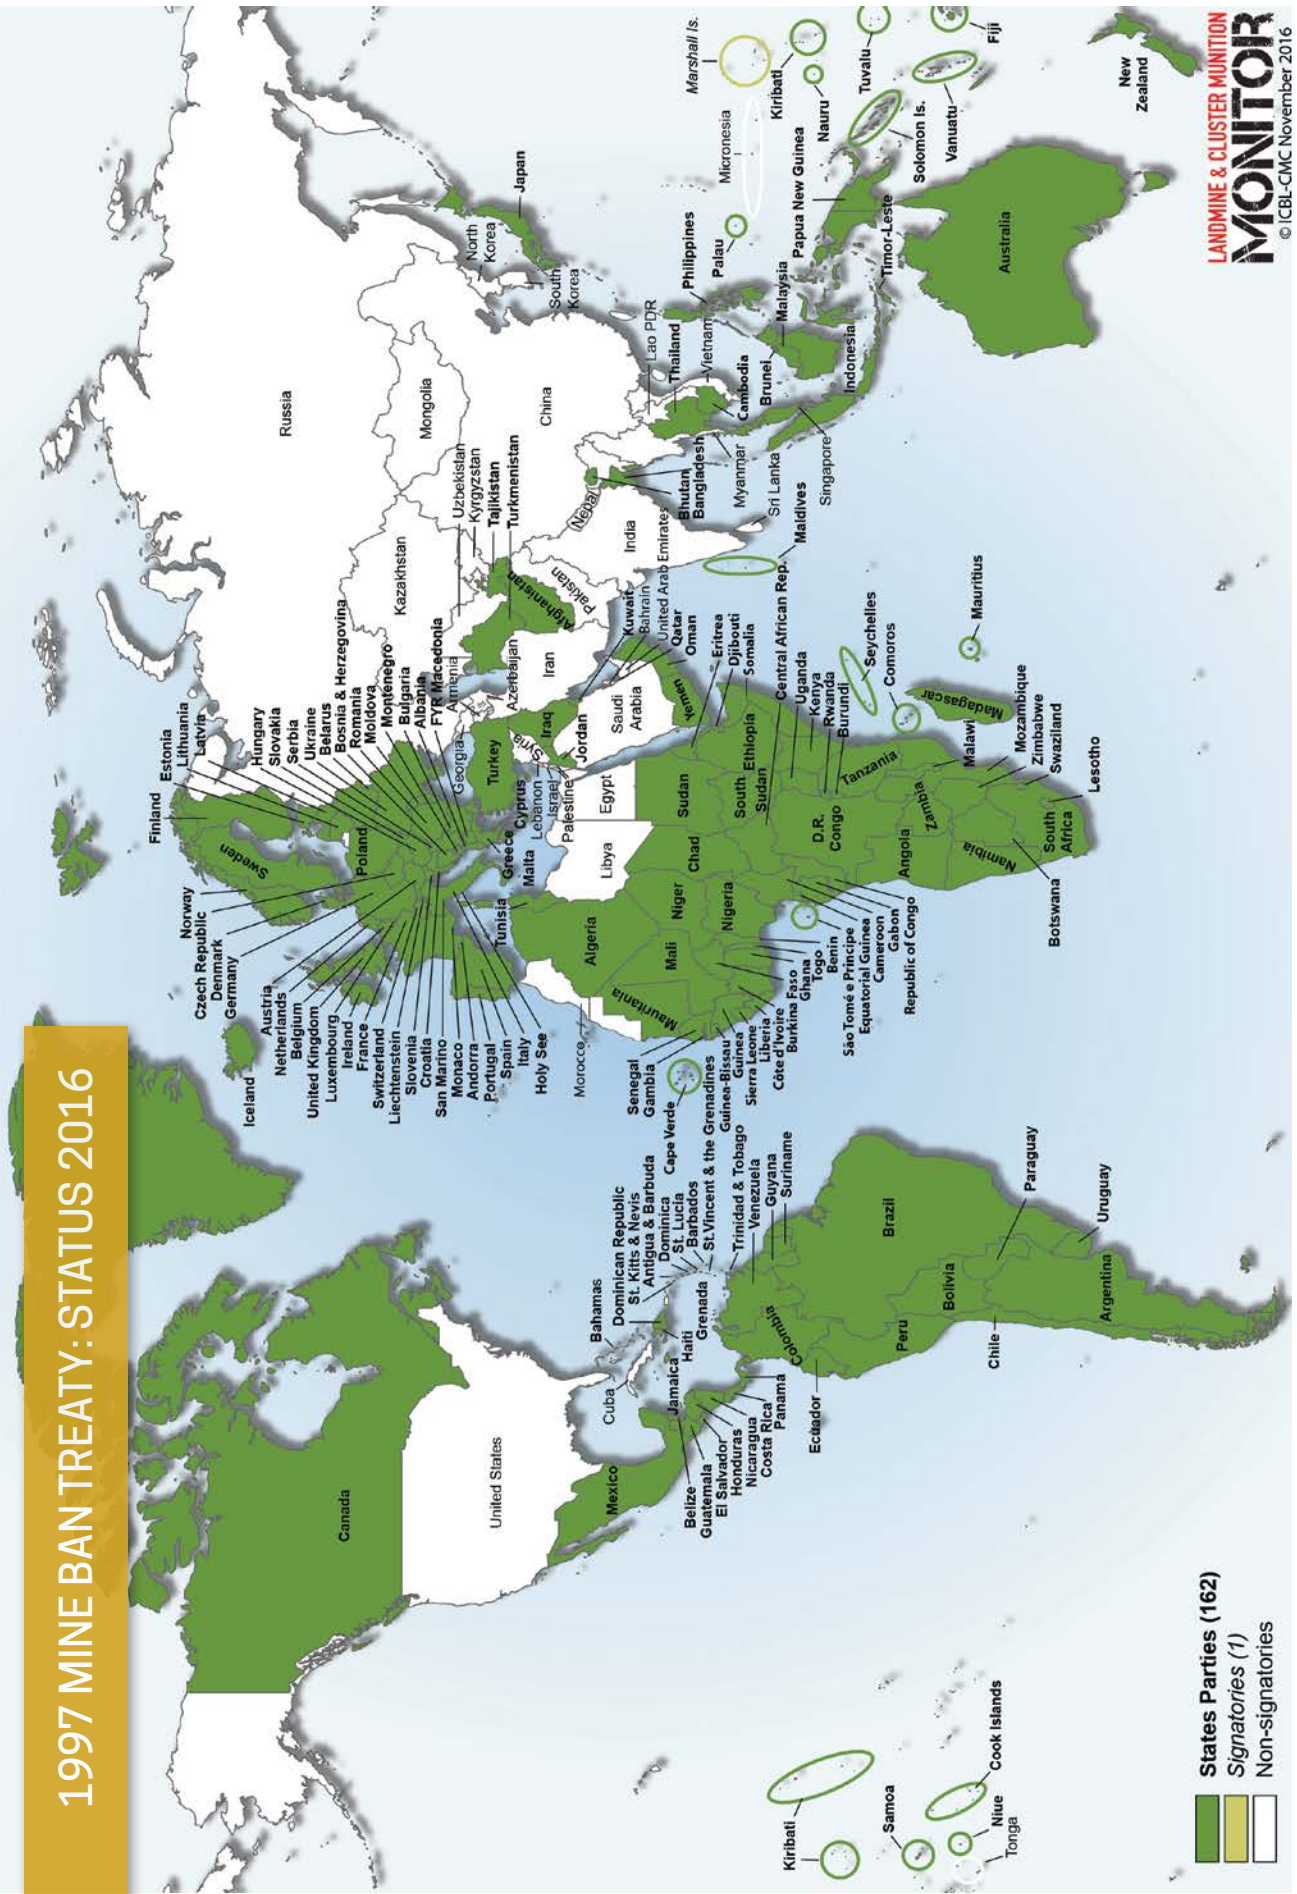 1997 MINE BAN TREATY: STATUS 2016
Canada
United States
Mexico
Cuba
Bahamas
Dominican Republic
St. Kitts & Nevis
Antigua & Barbuda
Dominica
St. Lucia
Barbados
St. Vincent & the Grenadines
Trinidad & Tobago
Venezuela
Guyana
Suriname
Jamaica
Haiti
Grenada
Belize
Guatemala
El Salvador
Honduras
Nicaragua
Costa Rica
Panama
Colombia
Ecuador
Peru
Brazil
Bolivia
Chile
Paraguay
Uruguay
Argentina
Kiribati
Samoa
Niue
Tonga
Cook Islands
Iceland
Norway
Czech Republic
Denmark
Germany
Austria
Netherlands
Belgium
United Kingdom
Luxembourg
Ireland
France
Switzerland
Liechtenstein
Slovenia
Croatia
San Marino
Monaco
Andorra
Portugal
Spain
Italy
Holy See
Finland
Sweden
Estonia
Lithuania
Latvia
Poland
Hungary
Slovakia
Serbia
Ukraine
Belarus
Bosnia & Herzegovina
Romania
Moldova
Montenegro
Bulgaria
Albania
FYR Macedonia
Armenia
Georgia
Azerbaijan
Turkey
Greece
Malta
Cyprus
Lebanon
Israel
Palestine
Syria
Iraq
Jordan
Iran
Saudi
Arabia
Kuwait
Bahrain
United Arab Emirates
Qatar
Oman
Yemen
Russia
Kazakhstan
Mongolia
China
Uzbekistan
Kyrgyzstan
Tajikistan
Turkmenistan
Afghanistan
Pakistan
Nepal
India
Bhutan
Bangladesh
Myanmar
Sri Lanka
Maldives
North
Korea
South
Korea
Japan
Lao PDR
Thailand
Vietnam
Cambodia
Philippines
Palau
Brunei
Malaysia
Singapore
Indonesia
Timor-Leste
Papua New Guinea
Micronesia
Marshall Is.
Kiribati
Nauru
Tuvalu
Solomon Is.
Vanuatu
Fiji
Australia
New
Zealand
Morocco
Tunisia
Algeria
Libya
Egypt
Mauritania
Mali
Niger
Chad
Sudan
Senegal
Gambia
Cape Verde
Guinea-Bissau
Guinea
Sierra Leone
Liberia
Côte d'Ivoire
Burkina Faso
Ghana
Togo
Benin
Nigeria
São Tomé e Principe
Equatorial Guinea
Cameroon
Gabon
Republic of Congo
D.R.
Congo
South
Sudan
Ethiopia
Eritrea
Djibouti
Somalia
Central African Rep.
Uganda
Kenya
Rwanda
Burundi
Tanzania
Angola
Zambia
Malawi
Mozambique
Zimbabwe
Swaziland
Lesotho
Namibia
Botswana
South
Africa
Madagascar
Comoros
Seychelles
Mauritius
States Parties (162)
Signatories (1)
Non-signatories
LANDMINE & CLUSTER MUNITION
MONITOR
© ICBL-CMC November 2016